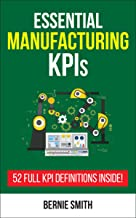 ESSENTIAL
MANUFACTURING
KPIs
52 FULL KPI DEFINITIONS INSIDE!
BERNIE SMITH